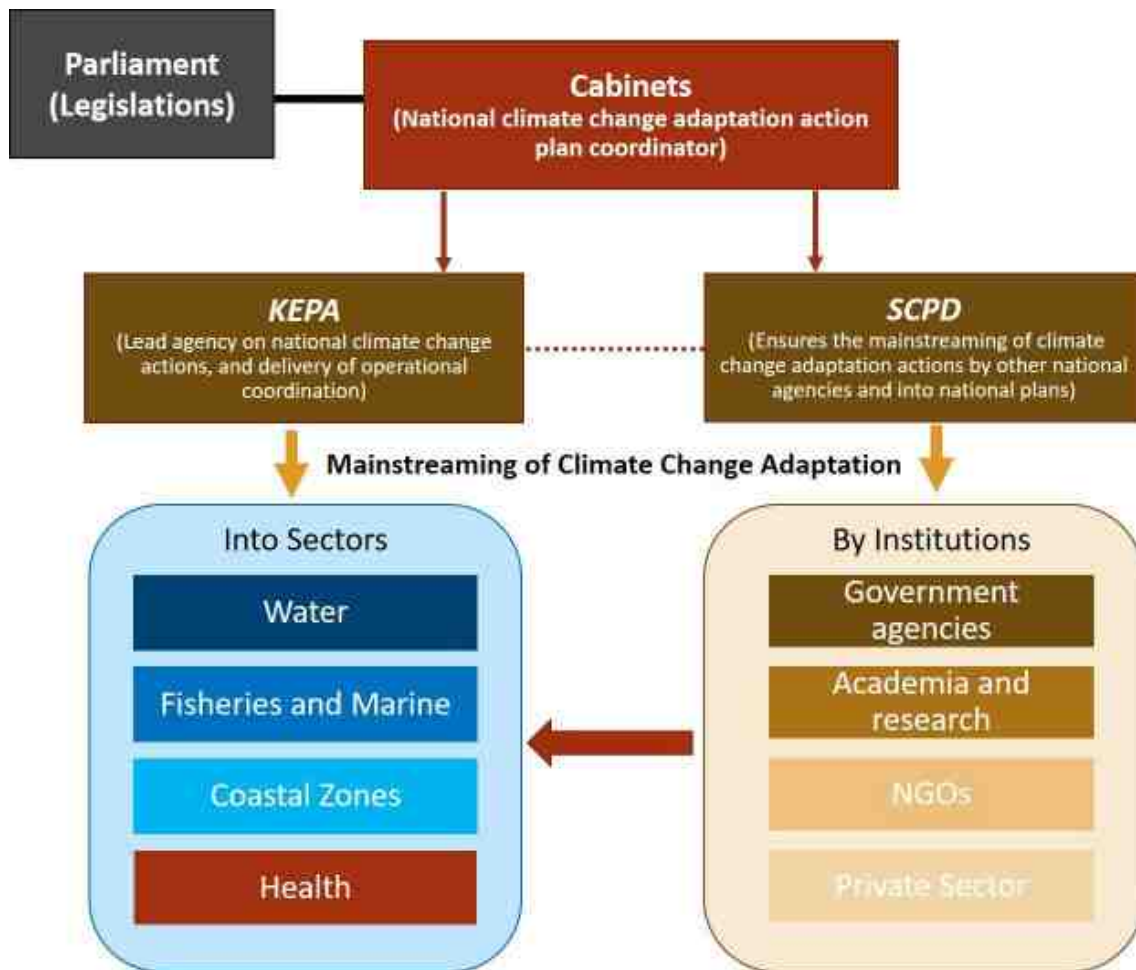 Parliament
(Legislations)
Cabinets
(National climate change adaptation action
plan coordinator)
KEPA
(Lead agency on national climate change
actions, and delivery of operational
coordination)
SCPD
(Ensures the mainstreaming of climate
change adaptation actions by other national
agencies and into national plans)
Mainstreaming of Climate Change Adaptation
Into Sectors
Water
Fisheries and Marine
Coastal Zones
Health
By Institutions
Government
agencies
Academia and
research
NGOs
Private Sector